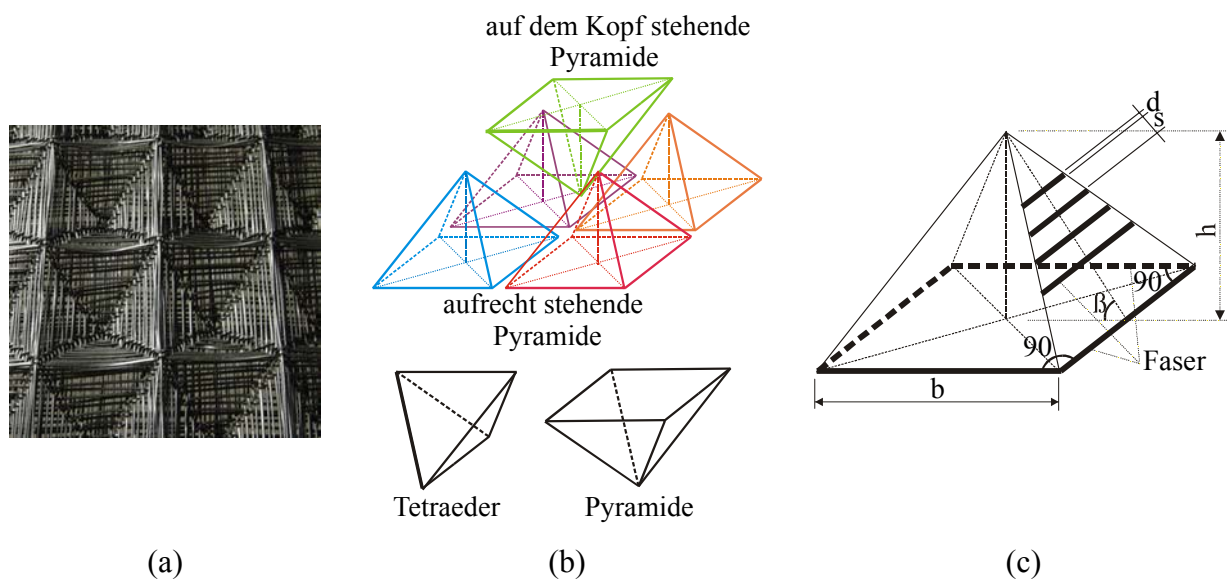 auf dem Kopf stehende
Pyramide
aufrecht stehende
Pyramide
Tetraeder
Pyramide
d
s
h
90
ß
90
Faser
b
(a)
(b)
(c)